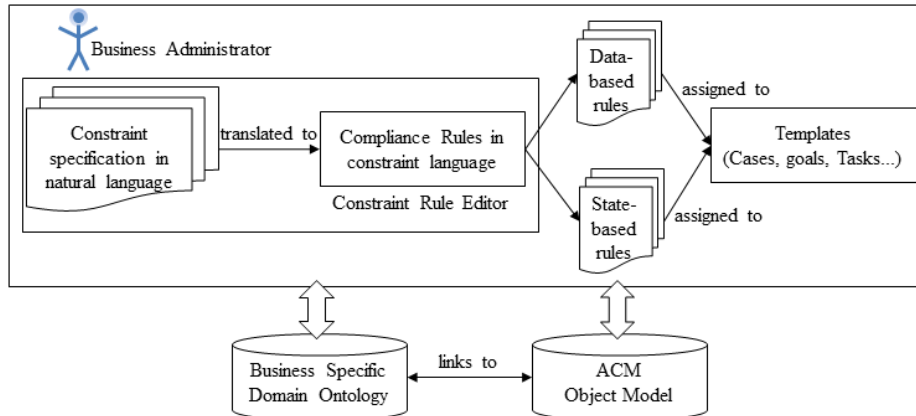 Business Administrator
Constraint
specification in
natural language
translated to
Compliance Rules in
constraint language
Constraint Rule Editor
Data-
based
rules
assigned to
State-
based
rules
assigned to
Templates
(Cases, goals, Tasks...)
Business Specific
Domain Ontology
links to
ACM
Object Model